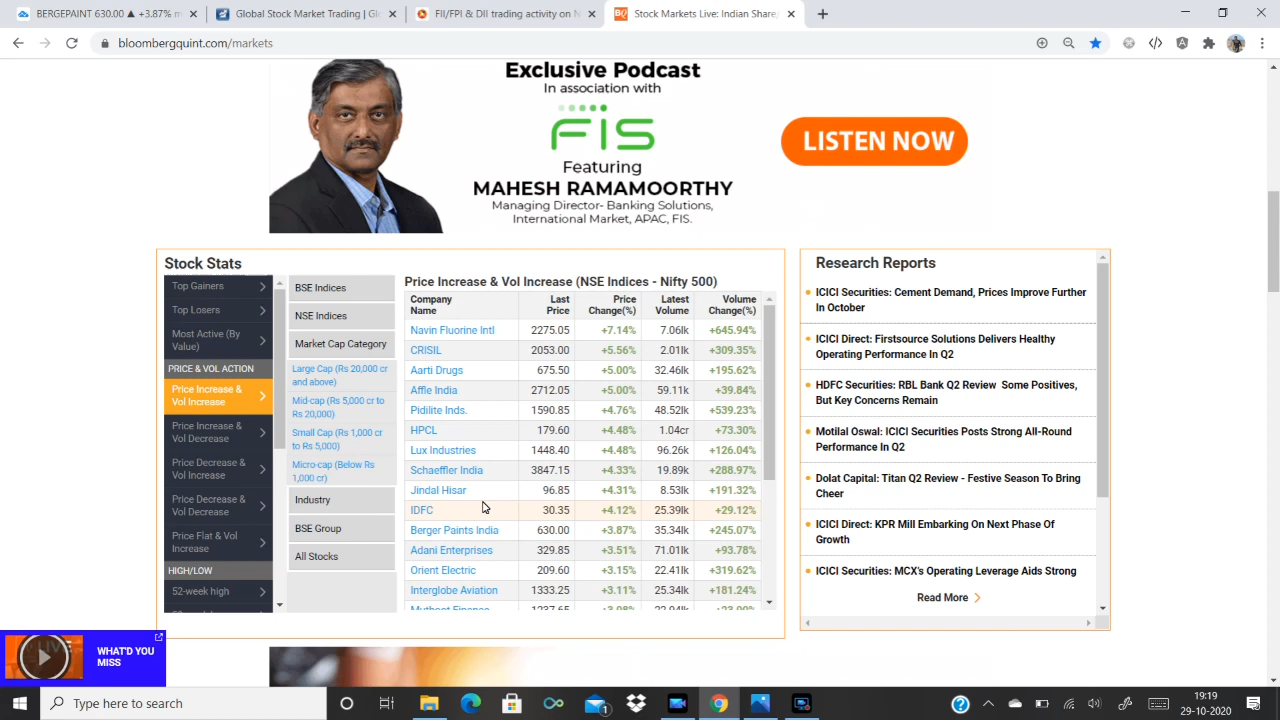 BERGEPAINT 630.00 ▲ +3.87% m
Global Stock Market Trading | Glo
FII/FPI & DII trading activity on N
Stock Markets Live: Indian Share,
bloombergquint.com/markets
Exclusive Podcast
In association with
FIS
Featuring
MAHESH RAMAMOORTHY
Managing Director- Banking Solutions,
International Market, APAC, FIS.
LISTEN NOW
Stock Stats
Top Gainers
Top Losers
Most Active (By
Value)
PRICE & VOL ACTION
Price Increase &
Vol Increase
Price Increase &
Vol Decrease
Price Decrease &
Vol Increase
Price Decrease &
Vol Decrease
Price Flat & Vol
Increase
HIGH/LOW
52-week high
BSE Indices
NSE Indices
Market Cap Category
Large Cap (Rs 20,000 cr
and above)
Mid-cap (Rs 5,000 cr to
Rs 20,000)
Small Cap (Rs 1,000 cr
to Rs 5,000)
Micro-cap (Below Rs
1,000 cr)
Industry
BSE Group
All Stocks
Price Increase & Vol Increase (NSE Indices - Nifty 500)
Company Name Last Price Price Change(%) Latest Volume Volume Change(%)
Navin Fluorine Intl 2275.05 +7.14% 7.06lk +645.94%
CRISIL 2053.00 +5.56% 2.01lk +309.35%
Aarti Drugs 675.50 +5.00% 32.46lk +195.62%
Affle India 2712.05 +5.00% 59.11k +39.84%
Pidilite Inds. 1590.85 +4.76% 48.52lk +539.23%
HPCL 179.60 +4.48% 1.04cr +73.30%
Lux Industries 1448.40 +4.48% 96.26k +126.04%
Schaeffler India 3847.15 +4.33% 19.89k +288.97%
Jindal Hisar 96.85 +4.31% 8.53lk +191.32%
IDFC 30.35 +4.12% 25.39lk +29.12%
Berger Paints India 630.00 +3.87% 35.34lk +245.07%
Adani Enterprises 329.85 +3.51% 71.01lk +93.78%
Orient Electric 209.60 +3.15% 22.41lk +319.62%
Interglobe Aviation 1333.25 +3.11% 25.34lk +181.24%
Research Reports
ICICI Securities: Cement Demand, Prices Improve Further
In October
ICICI Direct: Firstsource Solutions Delivers Healthy
Operating Performance In Q2
HDFC Securities: RBL Bank Q2 Review Some Positives,
But Key Concerns Remain
Motilal Oswal: ICICI Securities Posts Strong All-Round
Performance In Q2
Dolat Capital: Titan Q2 Review - Festive Season To Bring
Cheer
ICICI Direct: KPR Mill Embarking On Next Phase Of
Growth
ICICI Securities: MCX's Operating Leverage Aids Strong
Read More
WHAT'D YOU
MISS
Type here to search
1
19:19
29-10-2020